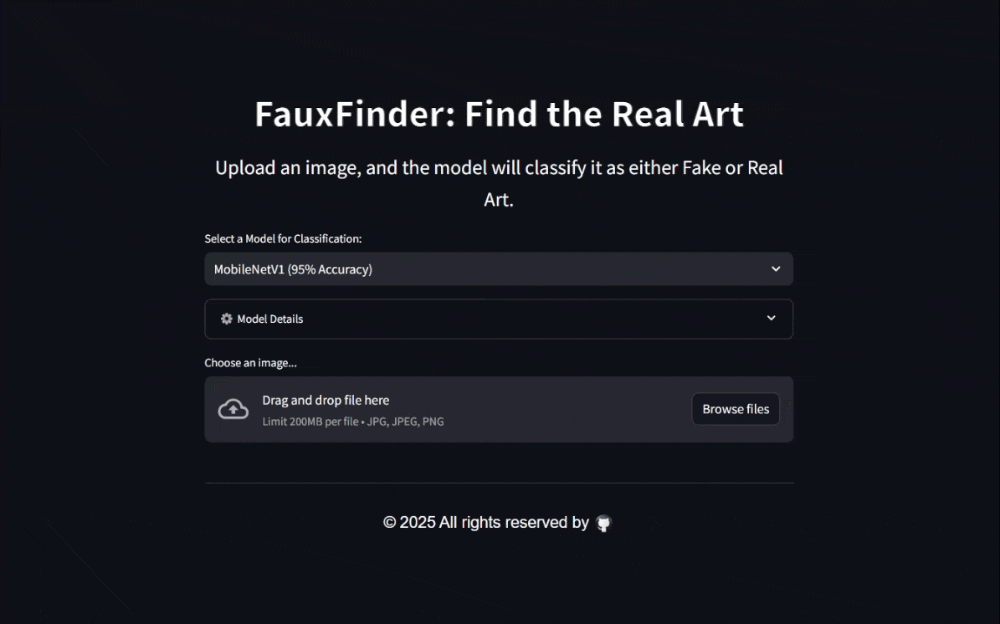 FauxFinder: Find the Real Art
Upload an image, and the model will classify it as either Fake or Real
Art.
Select a Model for Classification:
MobileNetV1 (95% Accuracy)
Model Details
Choose an image...
Drag and drop file here
Limit 200MB per file • JPG, JPEG, PNG
Browse files
© 2025 All rights reserved by